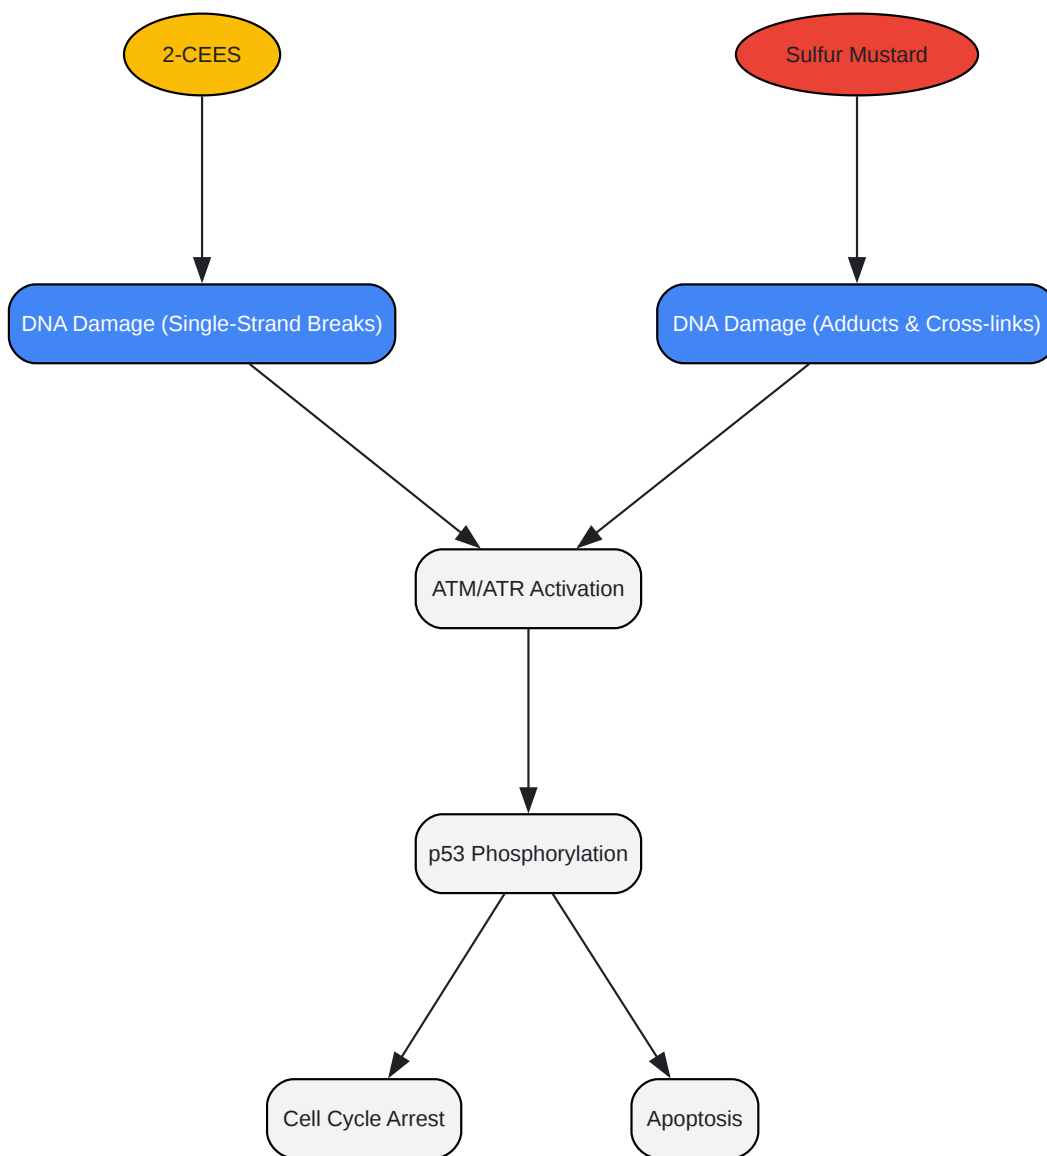 2-CEES
Sulfur Mustard
DNA Damage (Single-Strand Breaks)
DNA Damage (Adducts & Cross-links)
ATM/ATR Activation
p53 Phosphorylation
Cell Cycle Arrest
Apoptosis